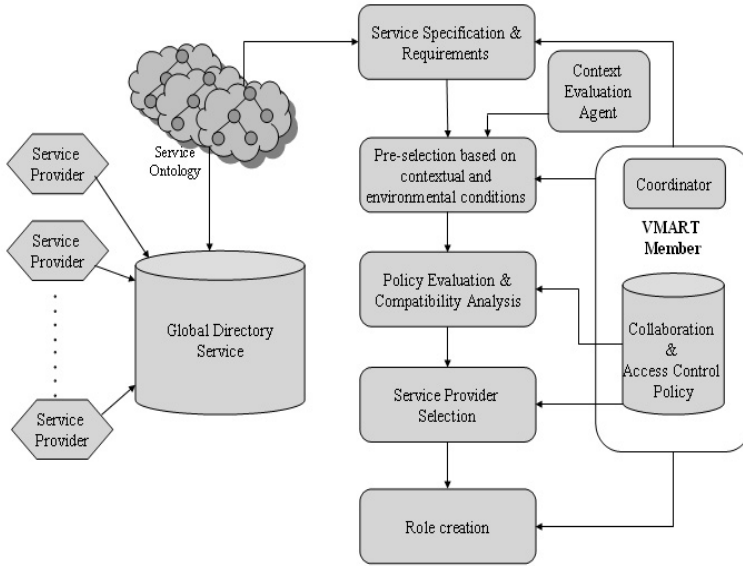 Service Specification &
Requirements
Context
Evaluation
Agent
Service
Ontology
Service
Provider
Pre-selection based on
contextual and
environmental conditions
Coordinator
VMART
Member
Service
Provider
Global Directory
Service
Policy Evaluation &
Compatibility Analysis
Collaboration
&
Access Control
Policy
Service
Provider
Service Provider
Selection
Role creation